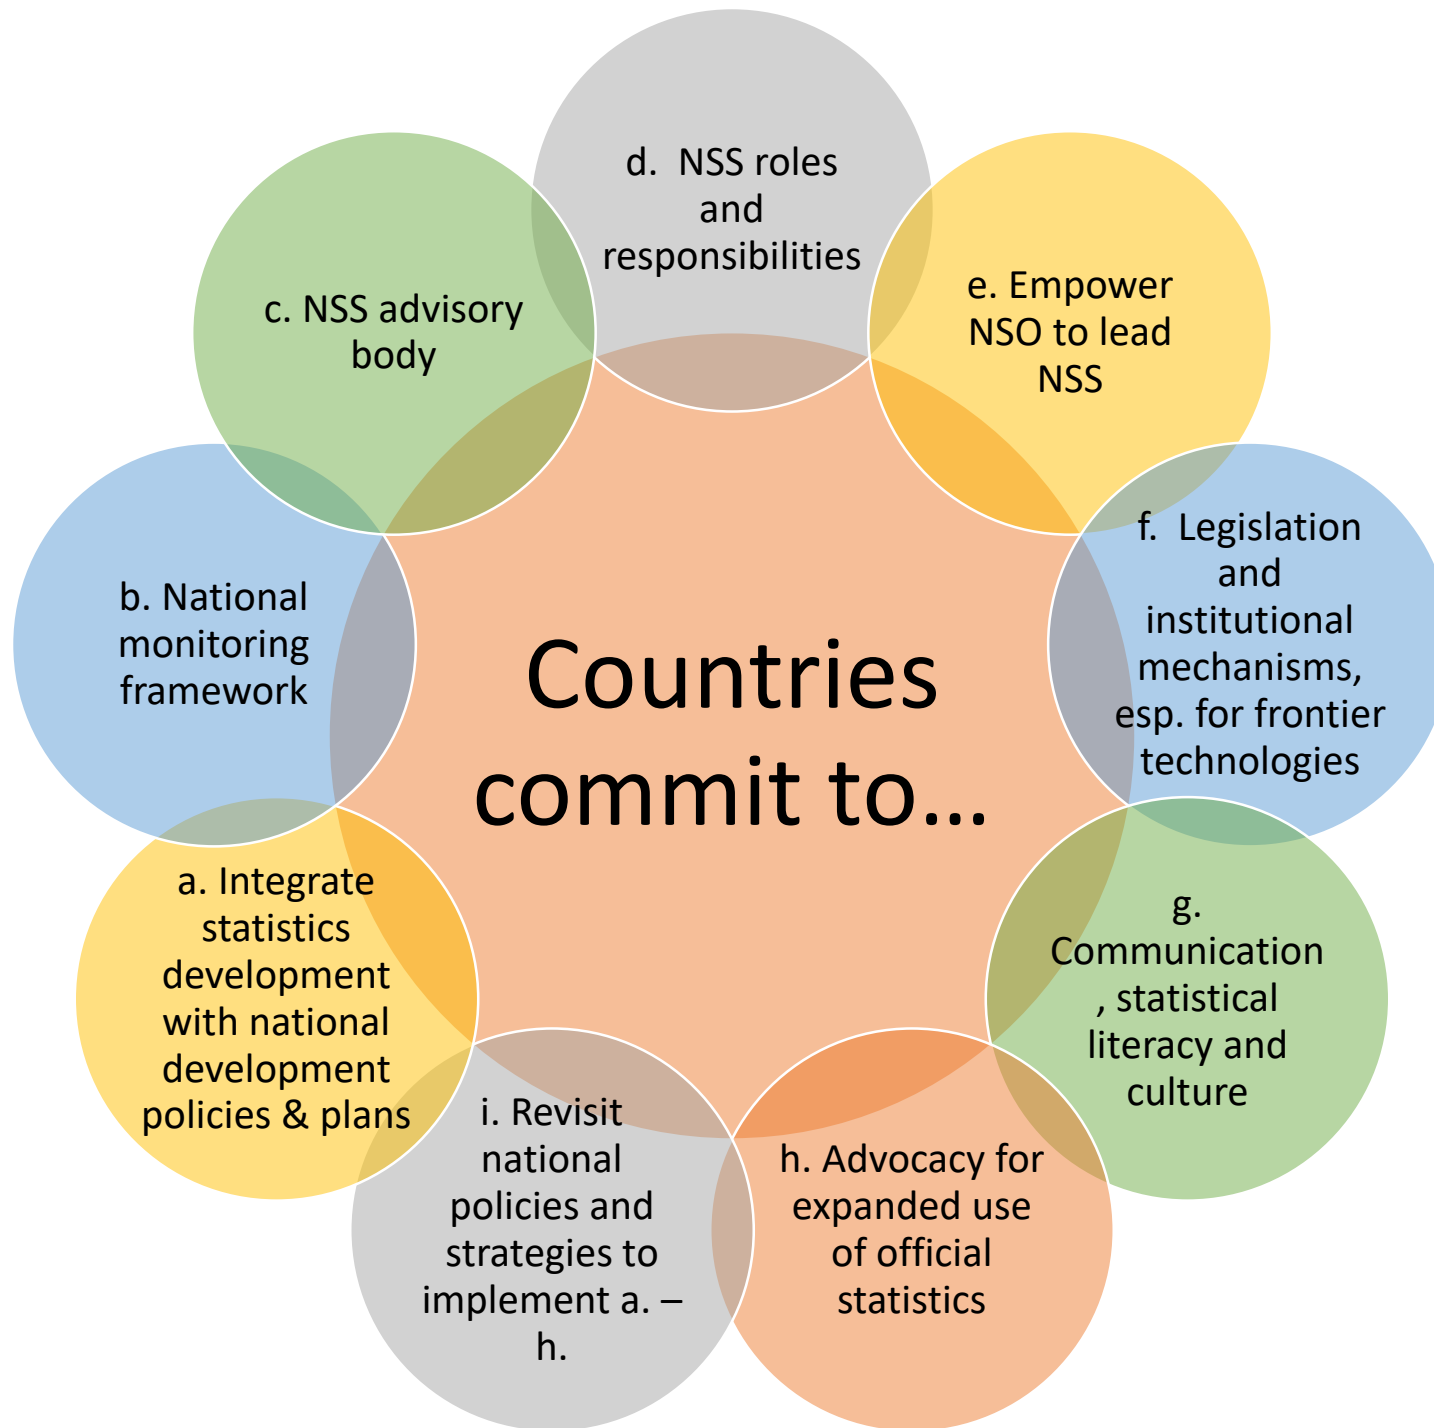 d. NSS roles
and
responsibilities
e. Empower
NSO to lead
NSS
c. NSS advisory
body
f. Legislation
and
institutional
mechanisms,
esp. for frontier
technologies
b. National
monitoring
framework
Countries
commit to…
a. Integrate
statistics
development
with national
development
policies & plans
g.
Communication
, statistical
literacy and
culture
i. Revisit
national
policies and
strategies to
implement a. –
h.
h. Advocacy for
expanded use
of official
statistics